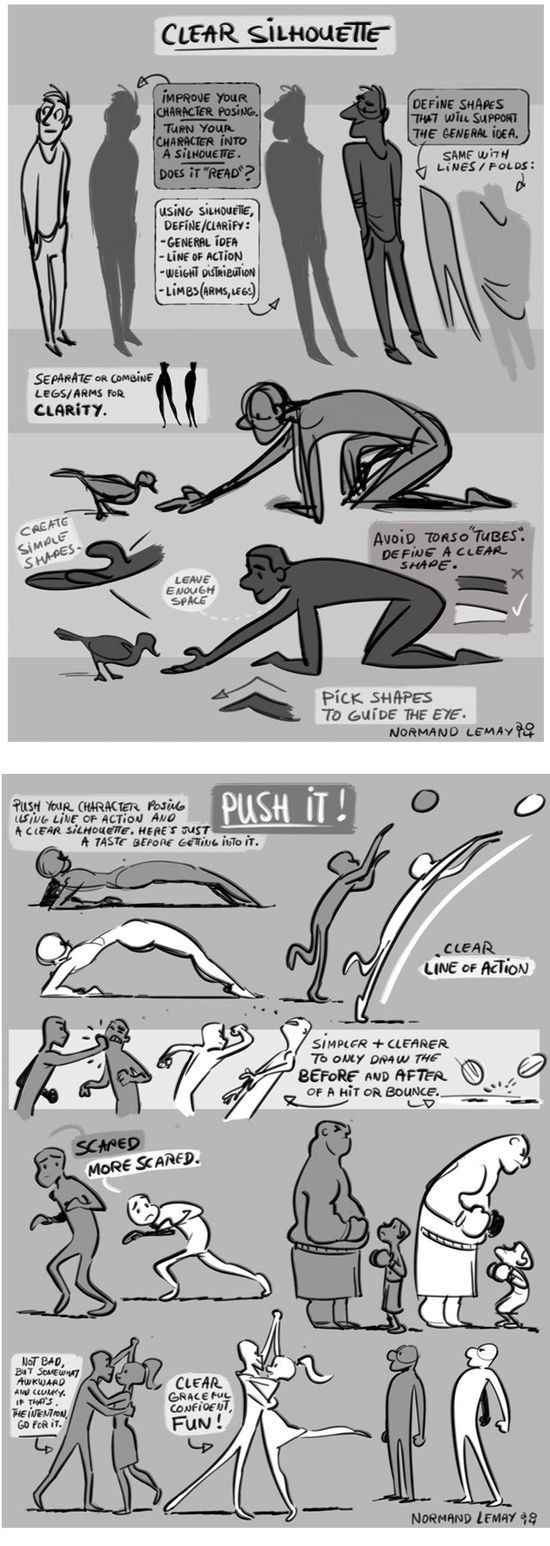 CLEAR SILHOUETTE
IMPROVE YOUR
CHARACTER POSING.
TURN YOUR
CHARACTER INTO
A SILHOUETTE.
DOES IT "READ"?
USING SILHOUETTE,
DEFINE/CLARIFY:
-GENERAL IDEA
-LINE OF ACTION
-WEIGHT DISTRIBUTION
-LIMBS (ARMS, LEGS)
DEFINE SHAPES
THAT WILL SUPPORT
THE GENERAL IDEA.
SAME WITH
LINES/FOLDS:
SEPARATE OR COMBINE
LEGS/ARMS FOR
CLARITY.
CREATE
SIMPLE
SHAPES.
LEAVE
ENOUGH
SPACE
AVOID TORSO "TUBES".
DEFINE A CLEAR
SHAPE.
PICK SHAPES
TO GUIDE THE EYE.
NORMAND LEMAY 2014
PUSH YOUR CHARACTER POSING
USING LINE OF ACTION AND
A CLEAR SILHOUETTE. HERE'S JUST
A TASTE BEFORE GETTING INTO IT.
PUSH IT!
CLEAR
LINE OF ACTION
SIMPLER + CLEARER
TO ONLY DRAW THE
BEFORE AND AFTER
OF A HIT OR BOUNCE.
SCARED
MORE SCARED.
NOT BAD,
BUT SOMEWHAT
AWKWARD
AND CLUNKY.
IF THAT'S
THE INTENTION,
GO FOR IT.
CLEAR
GRACEFUL
CONFIDENT,
FUN!
NORMAND LEMAY 2014